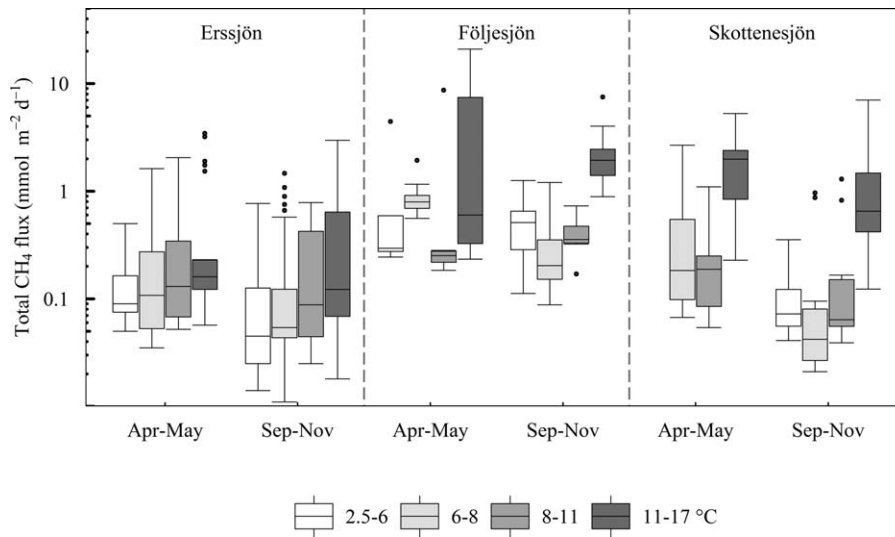 Erssjön Följesjön Skottenesjön
Total CH₄ flux (mmol m⁻² d⁻¹)
10
1
0.1
Apr-May Sep-Nov Apr-May Sep-Nov Apr-May Sep-Nov
2.5-6 6-8 8-11 11-17 °C